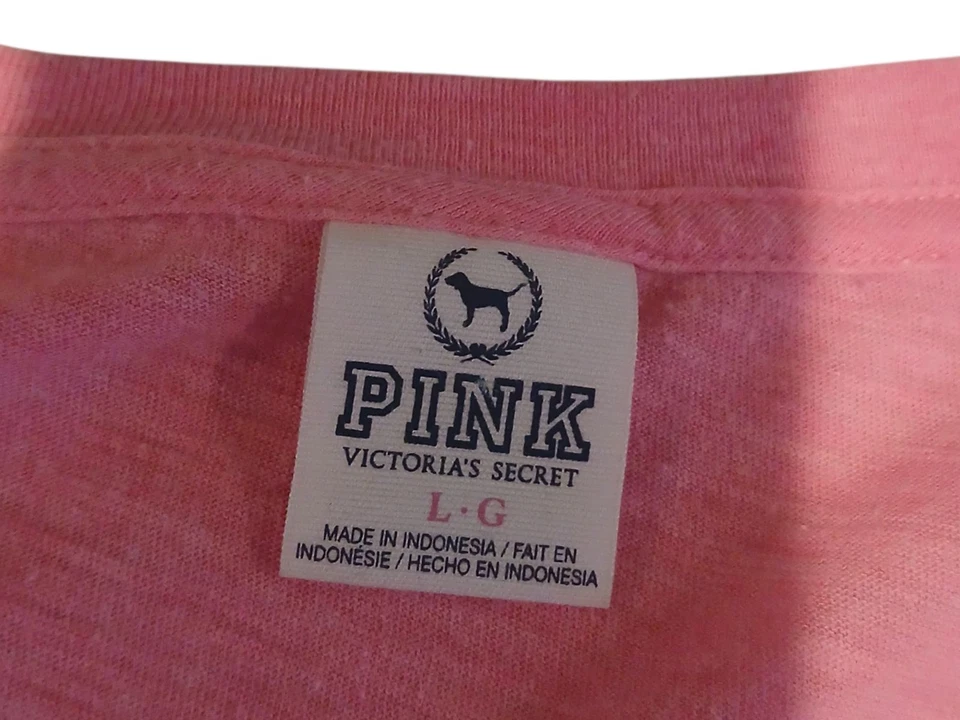 PINK
VICTORIA'S SECRET
L · G
MADE IN INDONESIA / FAIT EN
INDONÉSIE / HECHO EN INDONESIA